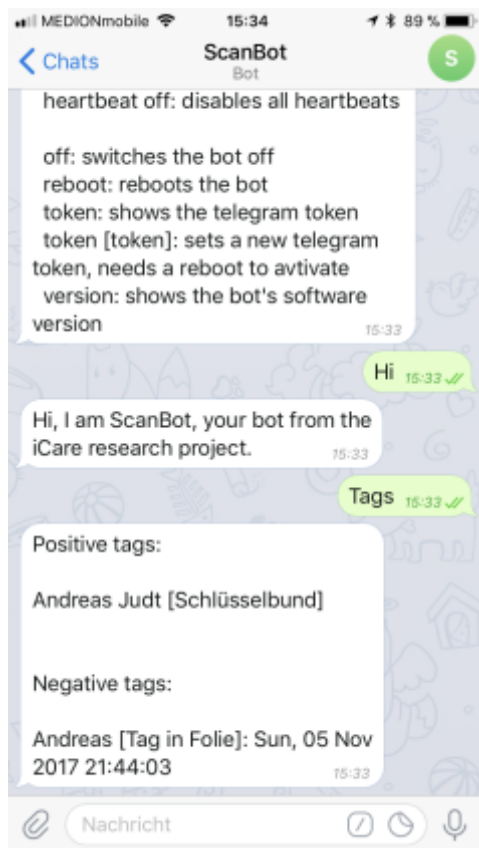 MEDIONmobile 15:34 89 %
Chats ScanBot S
Bot
heartbeat off: disables all heartbeats
off: switches the bot off
reboot: reboots the bot
token: shows the telegram token
token [token]: sets a new telegram
token, needs a reboot to avtivate
version: shows the bot's software
version 15:33
Hi 15:33
Hi, I am ScanBot, your bot from the
iCare research project. 15:33
Tags 15:33
Positive tags:
Andreas Judt [Schlüsselbund]
Negative tags:
Andreas [Tag in Folie]: Sun, 05 Nov
2017 21:44:03 15:33
Nachricht